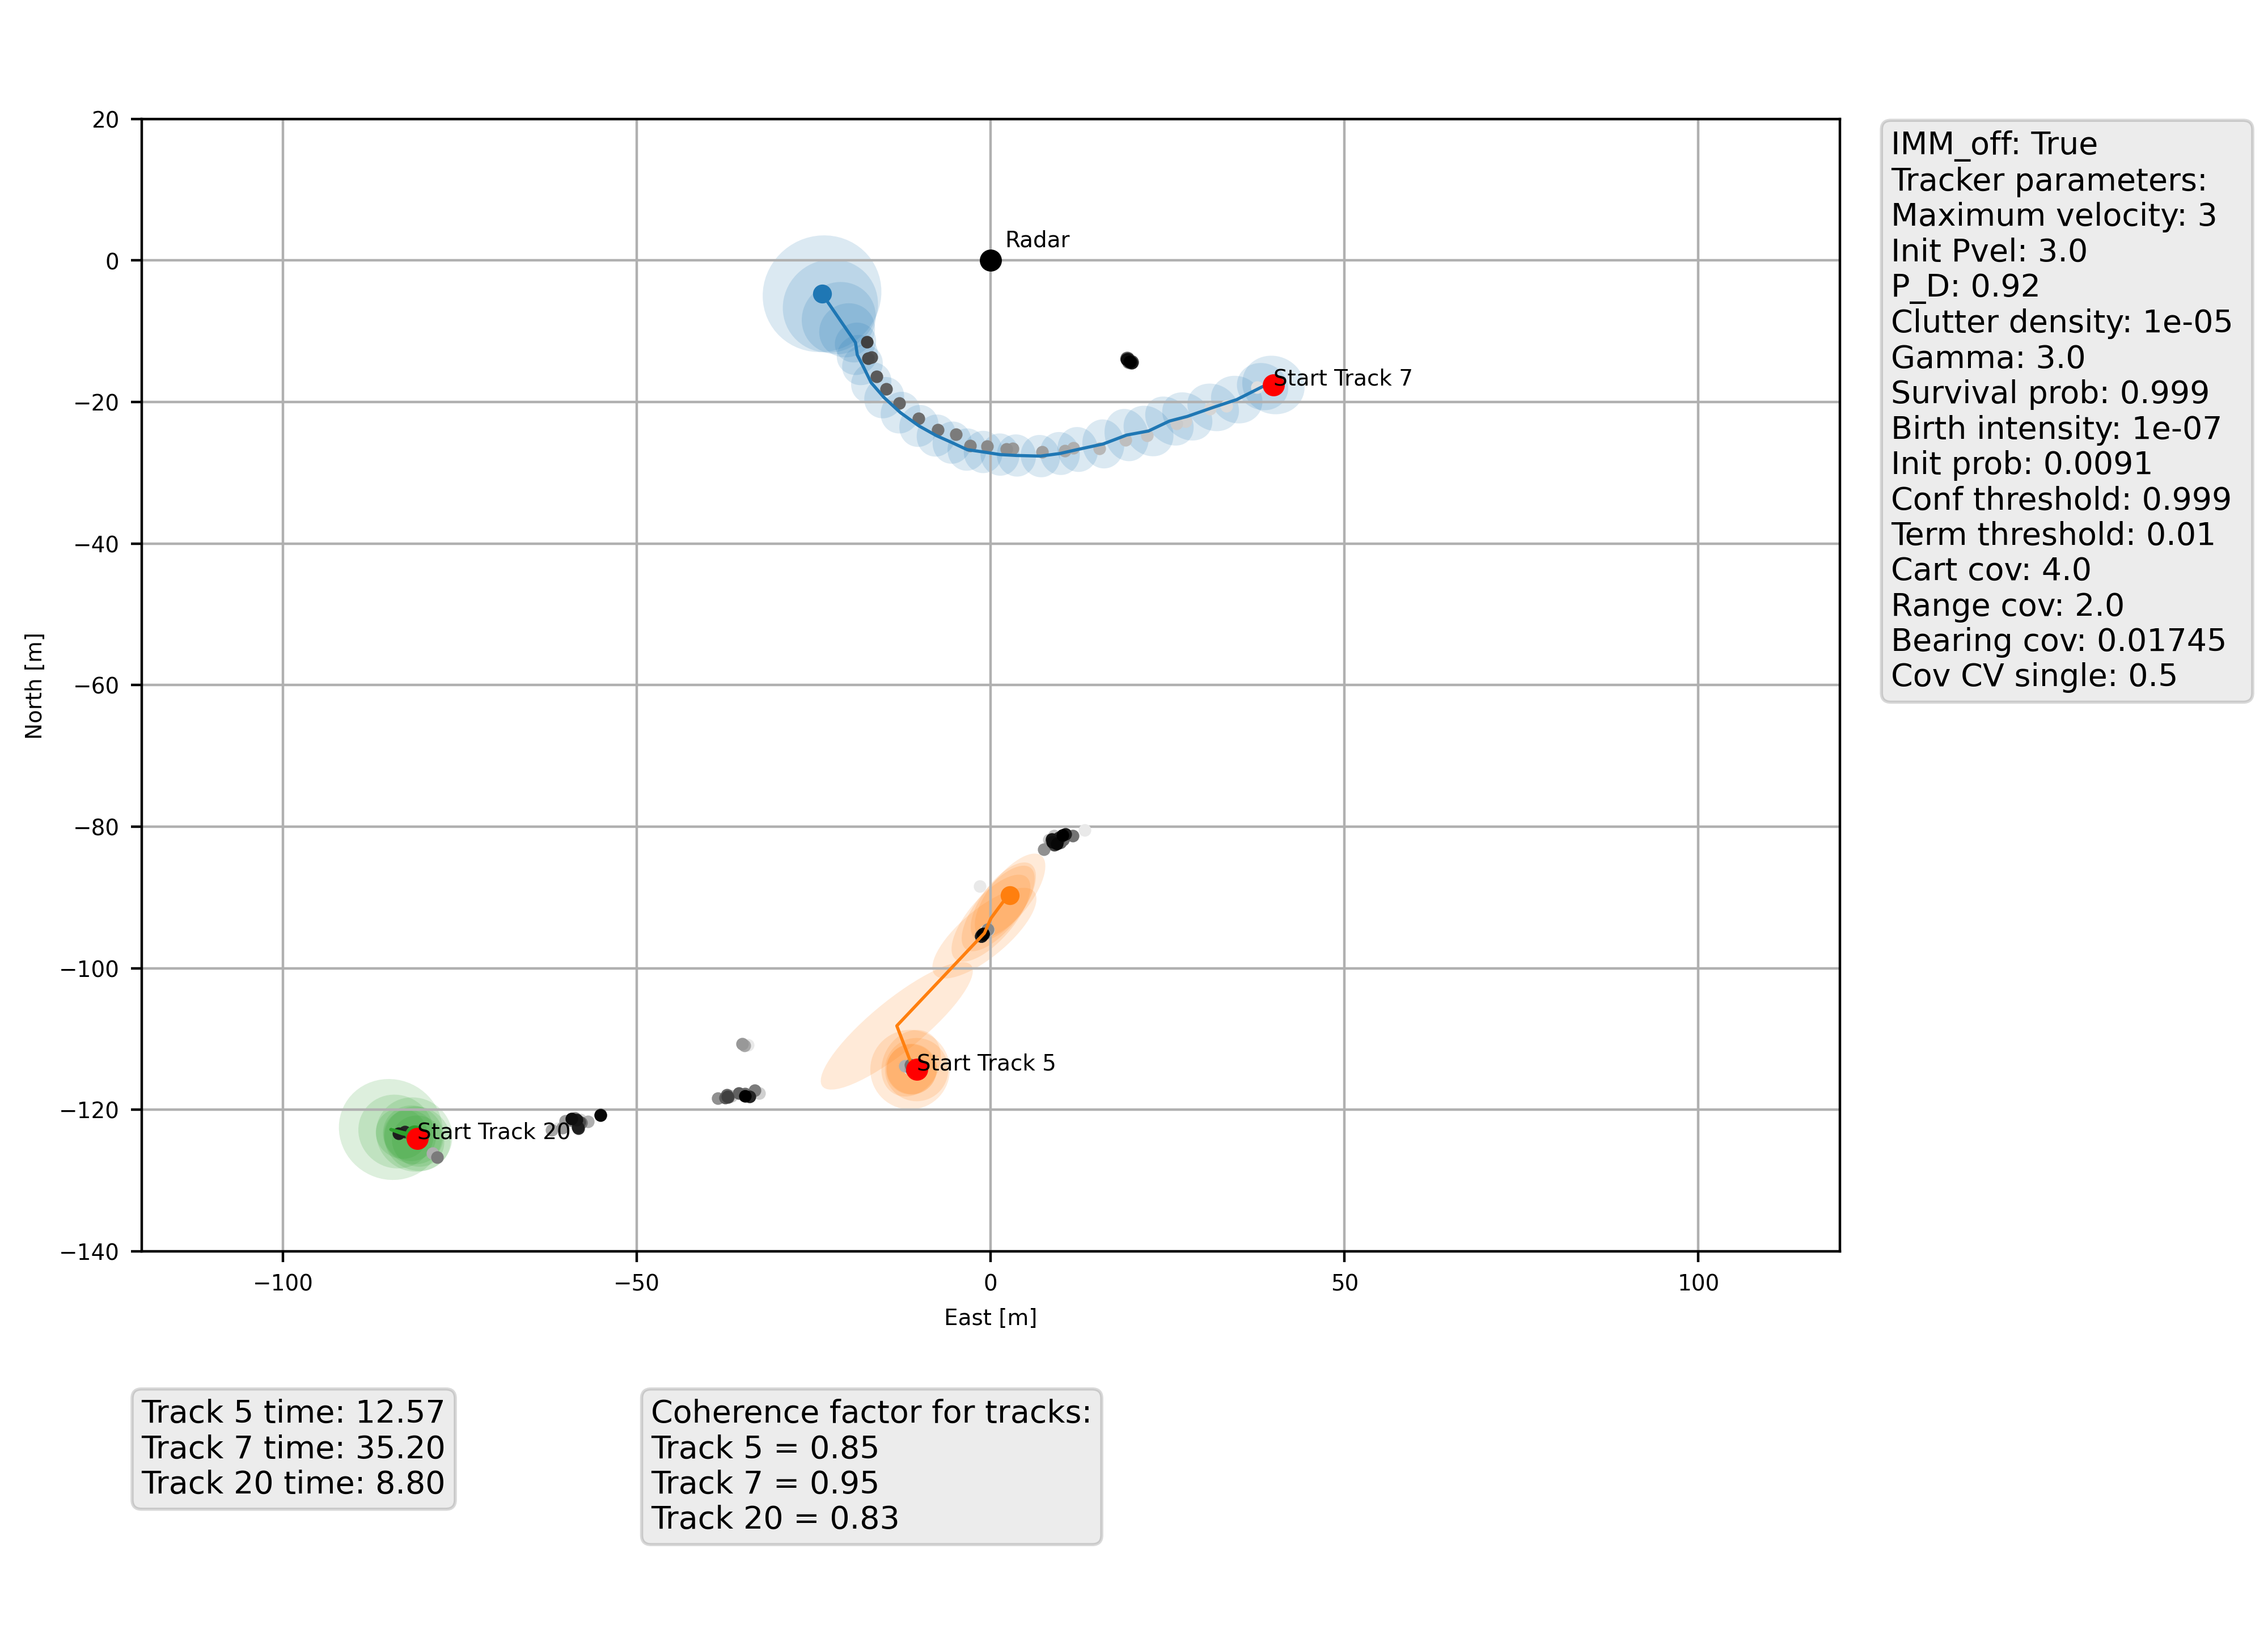 20
0
−20
−40
−60
−80
−100
−120
−140
North [m]
−100
−50
0
50
100
East [m]
Radar
Start Track 7
Start Track 5
Start Track 20
IMM_off: True
Tracker parameters:
Maximum velocity: 3
Init Pvel: 3.0
P_D: 0.92
Clutter density: 1e-05
Gamma: 3.0
Survival prob: 0.999
Birth intensity: 1e-07
Init prob: 0.0091
Conf threshold: 0.999
Term threshold: 0.01
Cart cov: 4.0
Range cov: 2.0
Bearing cov: 0.01745
Cov CV single: 0.5
Track 5 time: 12.57
Track 7 time: 35.20
Track 20 time: 8.80
Coherence factor for tracks:
Track 5 = 0.85
Track 7 = 0.95
Track 20 = 0.83